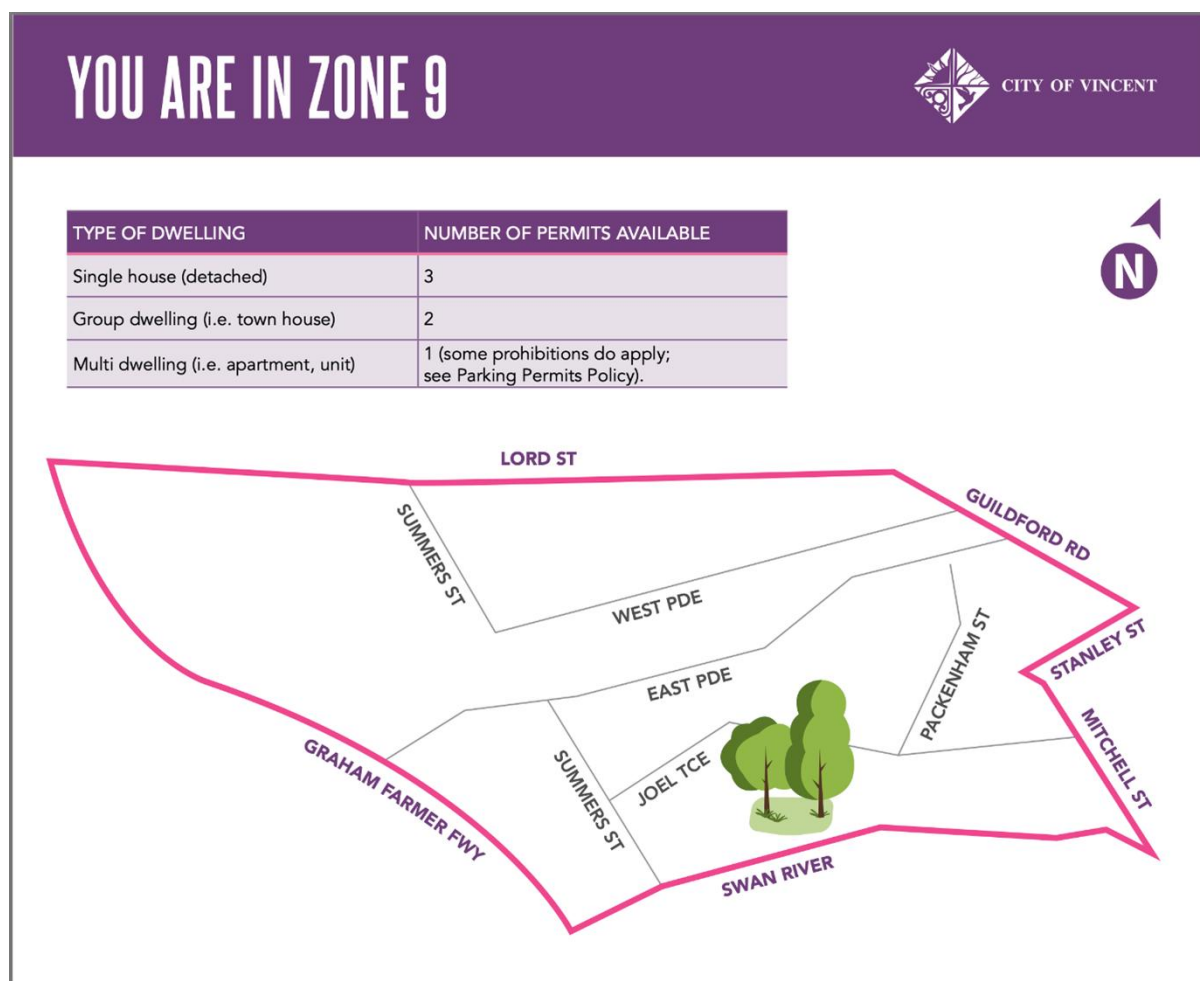 YOU ARE IN ZONE 9
CITY OF VINCENT
TYPE OF DWELLING
NUMBER OF PERMITS AVAILABLE
Single house (detached)
3
Group dwelling (i.e. town house)
2
Multi dwelling (i.e. apartment, unit)
1 (some prohibitions do apply;
see Parking Permits Policy).
N
LORD ST
GUILDFORD RD
SUMMERS ST
WEST PDE
STANLEY ST
PACKENHAM ST
EAST PDE
MITCHELL ST
GRAHAM FARMER FWY
SUMMERS ST
JOEL TCE
SWAN RIVER